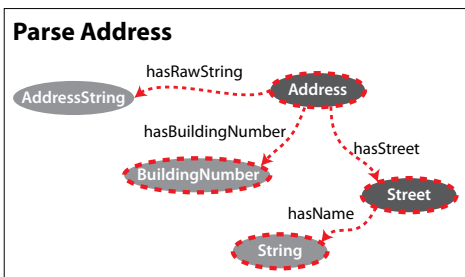 Parse Address
hasRawString
Address
AddressString
hasBuildingNumber
hasStreet
BuildingNumber
Street
hasName
String